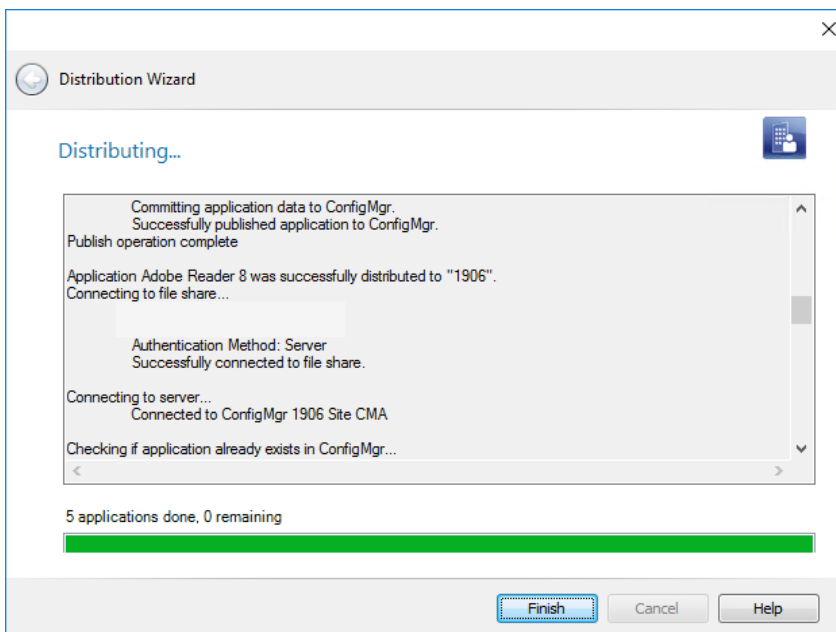 Distribution Wizard
Distributing...
Committing application data to ConfigMgr.
Successfully published application to ConfigMgr.
Publish operation complete
Application Adobe Reader 8 was successfully distributed to "1906".
Connecting to file share...
Authentication Method: Server
Successfully connected to file share.
Connecting to server...
Connected to ConfigMgr 1906 Site CMA
Checking if application already exists in ConfigMgr...
5 applications done, 0 remaining
Finish Cancel Help